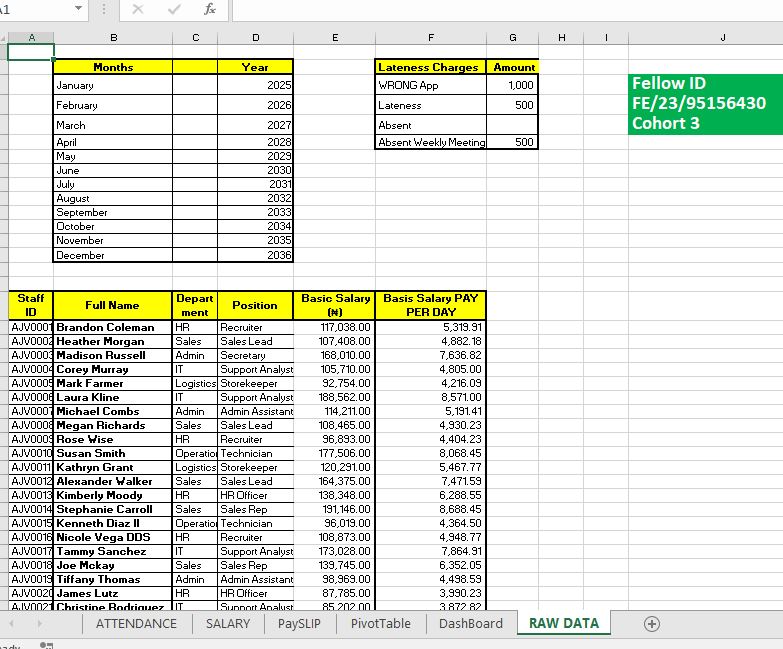 A1 fx
A B C D E F G H I J
Months Year Lateness Charges Amount
January 2025 WRONG App 1,000 Fellow ID
February 2026 Lateness 500 FE/23/95156430
March 2027 Absent Cohort 3
April 2028 Absent Weekly Meeting 500
May 2029
June 2030
July 2031
August 2032
September 2033
October 2034
November 2035
December 2036
Staff ID Full Name Depart ment Position Basic Salary (₦) Basis Salary PAY PER DAY
AJV0001 Brandon Coleman HR Recruiter 117,038.00 5,319.91
AJV0002 Heather Morgan Sales Sales Lead 107,408.00 4,882.18
AJV0003 Madison Russell Admin Secretary 168,010.00 7,636.82
AJV0004 Corey Murray IT Support Analyst 105,710.00 4,805.00
AJV0005 Mark Farmer Logistics Storekeeper 92,754.00 4,216.09
AJV0006 Laura Kline IT Support Analyst 188,562.00 8,571.00
AJV0007 Michael Combs Admin Admin Assistant 114,211.00 5,191.41
AJV0008 Megan Richards Sales Sales Lead 108,465.00 4,930.23
AJV0009 Rose Wise HR Recruiter 96,893.00 4,404.23
AJV0010 Susan Smith Operation Technician 177,506.00 8,068.45
AJV0011 Kathryn Grant Logistics Storekeeper 120,291.00 5,467.77
AJV0012 Alexander Walker Sales Sales Lead 164,375.00 7,471.59
AJV0013 Kimberly Moody HR HR Officer 138,348.00 6,288.55
AJV0014 Stephanie Carroll Sales Sales Rep 191,146.00 8,688.45
AJV0015 Kenneth Diaz II Operation Technician 96,019.00 4,364.50
AJV0016 Nicole Vega DDS HR Recruiter 108,873.00 4,948.77
AJV0017 Tammy Sanchez IT Support Analyst 173,028.00 7,864.91
AJV0018 Joe Mckay Sales Sales Rep 139,745.00 6,352.05
AJV0019 Tiffany Thomas Admin Admin Assistant 98,969.00 4,498.59
AJV0020 James Lutz HR HR Officer 87,785.00 3,990.23
AJV0021 Christine Rodriguez IT Support Analyst 85,202.00 3,872.82
ATTENDANCE SALARY PaySLIP PivotTable DashBoard RAW DATA